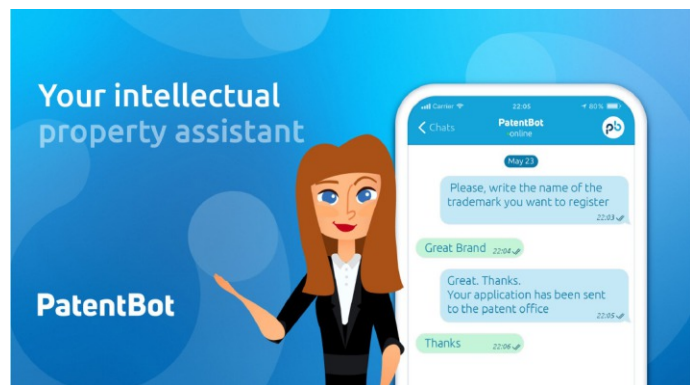 Your intellectual
property assistant
PatentBot
Carrier
22:05
80%
Chats
PatentBot
online
pb
May 23
Please, write the name of the
trademark you want to register
22:03
Great Brand 22:04
Great. Thanks.
Your application has been sent
to the patent office
22:05
Thanks 22:06